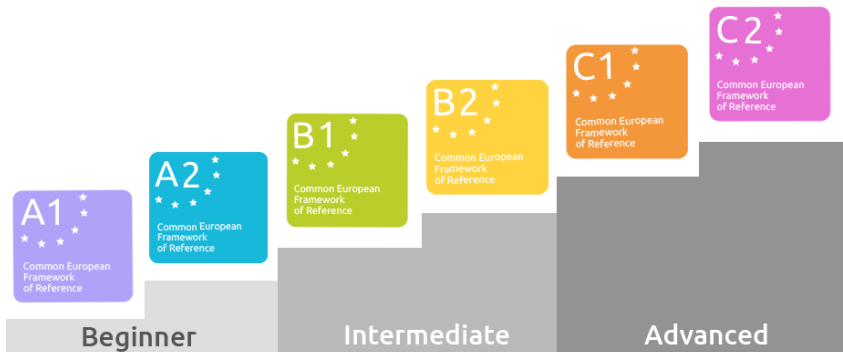 A1
Common European
Framework
of Reference
A2
Common European
Framework
of Reference
B1
Common European
Framework
of Reference
B2
Common European
Framework
of Reference
C1
Common European
Framework
of Reference
C2
Common European
Framework
of Reference
Beginner
Intermediate
Advanced